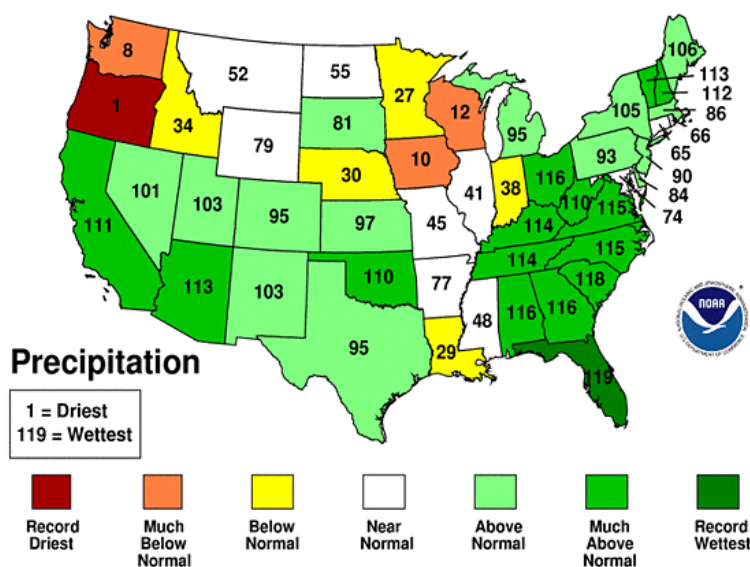 8
106
52
55
27
113
112
1
12
105
86
34
81
95
66
79
65
10
93
90
30
41
38
116
84
101
103
95
110
74
111
97
45
114
115
114
115
113
103
110
77
118
116
116
NOAA
48
95
29
119
Precipitation
1 = Driest
119 = Wettest
Record
Driest
Much
Below
Normal
Below
Normal
Near
Normal
Above
Normal
Much
Above
Normal
Record
Wettest